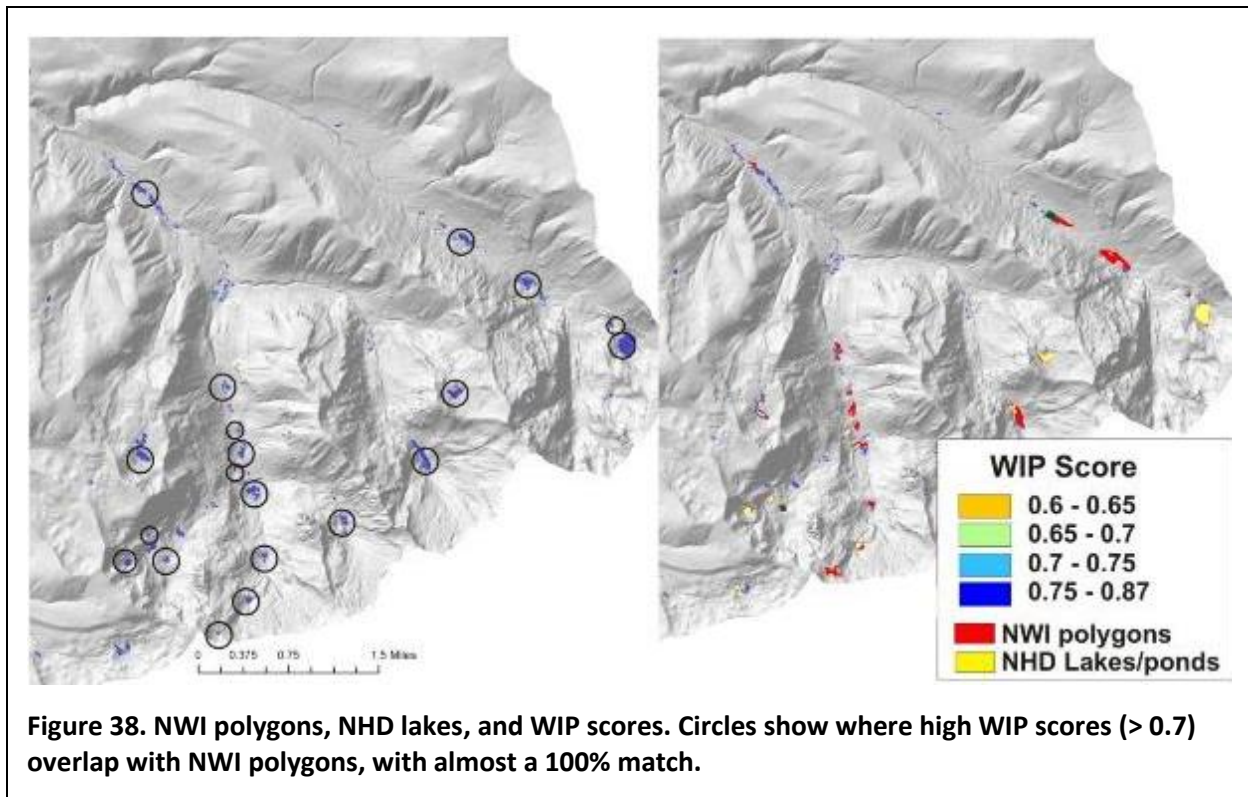 0 0.375 0.75 1.5 Miles
WIP Score
0.6 - 0.65
0.65 - 0.7
0.7 - 0.75
0.75 - 0.87
NWI polygons
NHD Lakes/ponds
Figure 38. NWI polygons, NHD lakes, and WIP scores. Circles show where high WIP scores (> 0.7)
overlap with NWI polygons, with almost a 100% match.